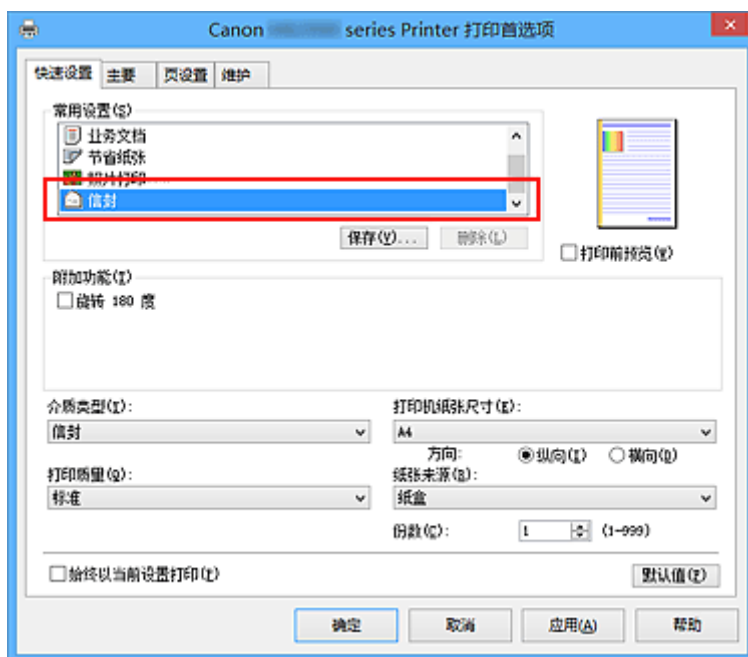 Canon series Printer 打印首选项
快速设置 主要 页设置 维护
常用设置(S)
业务文档
节省纸张
照片打印
信封
保存(V)... 删除(L)
打印前预览(W)
附加功能(I)
旋转 180 度
介质类型(I): 打印机纸张尺寸(E):
信封 A4
方向: 纵向(I) 横向(D)
打印质量(Q): 纸张来源(B):
标准 纸盒
份数(C): 1 (1-999)
始终以当前设置打印(t) 默认值(F)
确定 取消 应用(A) 帮助